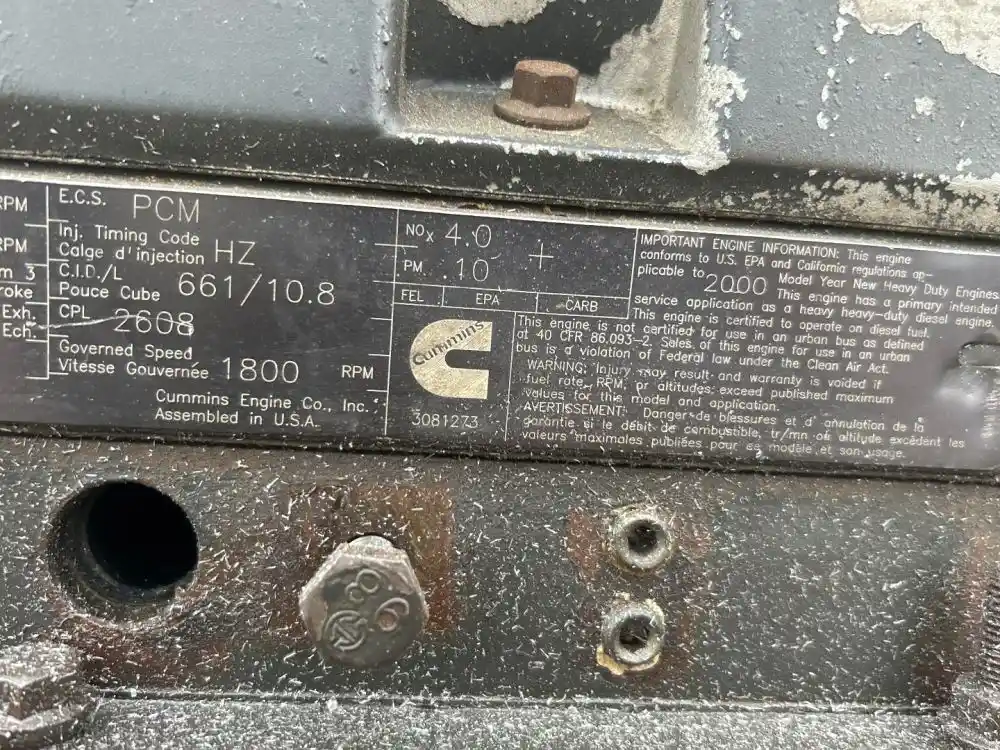 RPM
RPM
m 3
roke
Exh.
Ech.
E.C.S. PCM
Inj. Timing Code
Calge d'injection HZ
C.I.D./L
Pouce Cube 661/10.8
CPL 2608
Governed Speed
Vitesse Gouvernée 1800 RPM
Cummins Engine Co., Inc.
Assembled in U.S.A.
NOx 4.0
PM .10
FEL EPA CARB
Cummins
3081273
IMPORTANT ENGINE INFORMATION: This engine
conforms to U.S. EPA and California regulations ap-
plicable to 2000 Model Year New Heavy Duty Engines.
This engine has a primary intended
service application as a heavy heavy-duty diesel engine.
This engine is certified to operate on diesel fuel.
This engine is not certified for use in an urban bus as defined
at 40 CFR 86.093-2. Sales of this engine for use in an urban
bus is a violation of Federal law under the Clean Air Act.
WARNING: Injury may result and warranty is voided if
fuel rate, RPM, or altitudes exceed published maximum
values for this model and application.
AVERTISSEMENT: Danger de blessures et d' annulation de la
garantie si le débit de combustible, tr/mn ou altitude excèdent les
valeurs maximales publiées pour ce modèle et son usage.
8 6